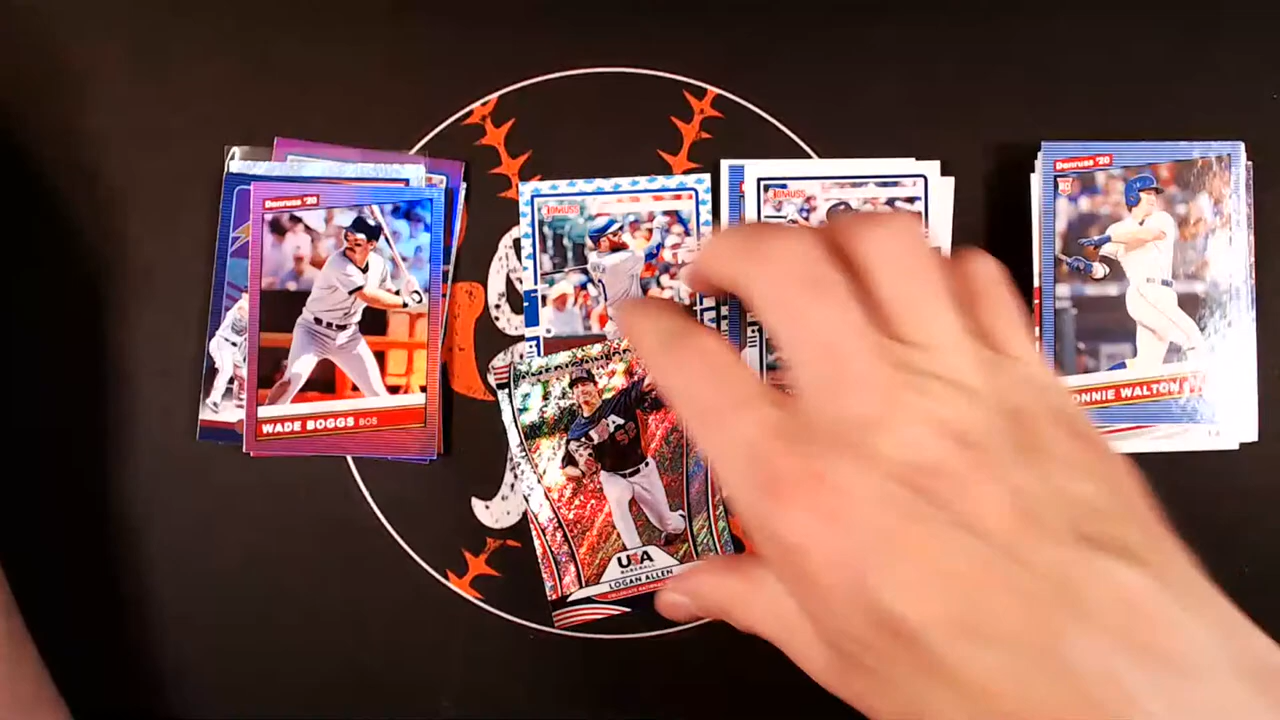 Donruss '20
WADE BOGGS BOS
DONRUSS
USA
BASEBALL
LOGAN ALLEN
DONRUSS
Donruss '20
RC
ONNIE WALTON